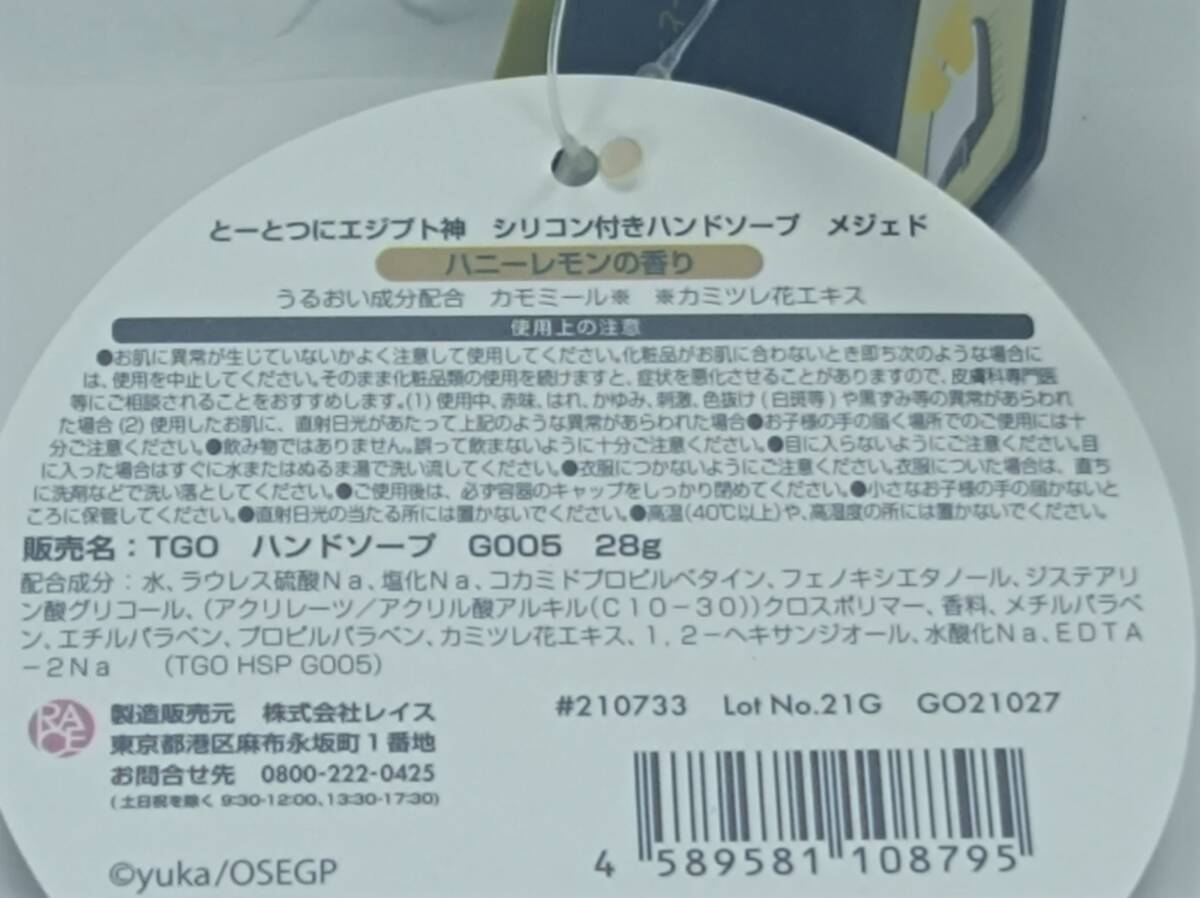 とーとつにエジプト神　シリコン付きハンドソープ　メジェド
ハニーレモンの香り
うるおい成分配合　カモミール※　※カミツレ花エキス
使用上の注意
●お肌に異常が生じていないかよく注意して使用してください。化粧品がお肌に合わないとき即ち次のような場合に
は、使用を中止してください。そのまま化粧品類の使用を続けますと、症状を悪化させることがありますので、皮膚科専門医
等にご相談されることをおすすめします。(1) 使用中、赤味、はれ、かゆみ、刺激、色抜け(白斑等)や黒ずみ等の異常があらわれ
た場合 (2) 使用したお肌に、直射日光があたって上記のような異常があらわれた場合●お子様の手の届く場所でのご使用には十
分ご注意ください。●飲み物ではありません。誤って飲まないように十分ご注意ください。●目に入らないようにご注意ください。目
に入った場合はすぐに水またはぬるま湯で洗い流してください。●衣服につかないようにご注意ください。衣服についた場合は、直ち
に洗剤などで洗い落としてください。●ご使用後は、必ず容器のキャップをしっかり閉めてください。●小さなお子様の手の届かないと
ころに保管してください。●直射日光の当たる所には置かないでください。●高温(40℃以上)や、高湿度の所には置かないでください。
販売名：TGO　ハンドソープ　G005　28g
配合成分：水、ラウレス硫酸Na、塩化Na、コカミドプロピルベタイン、フェノキシエタノール、ジステアリ
ン酸グリコール、(アクリレーツ／アクリル酸アルキル(C10－30))クロスポリマー、香料、メチルパラベ
ン、エチルパラベン、プロピルパラベン、カミツレ花エキス、1，2－ヘキサンジオール、水酸化Na、EDTA
－2Na　(TGO HSP G005)
RACE
製造販売元　株式会社レイス
東京都港区麻布永坂町1番地
お問合せ先　0800-222-0425
(土日祝を除く 9:30-12:00、13:30-17:30)
#210733　Lot No.21G　GO21027
4 589581 108795
©yuka/OSEGP